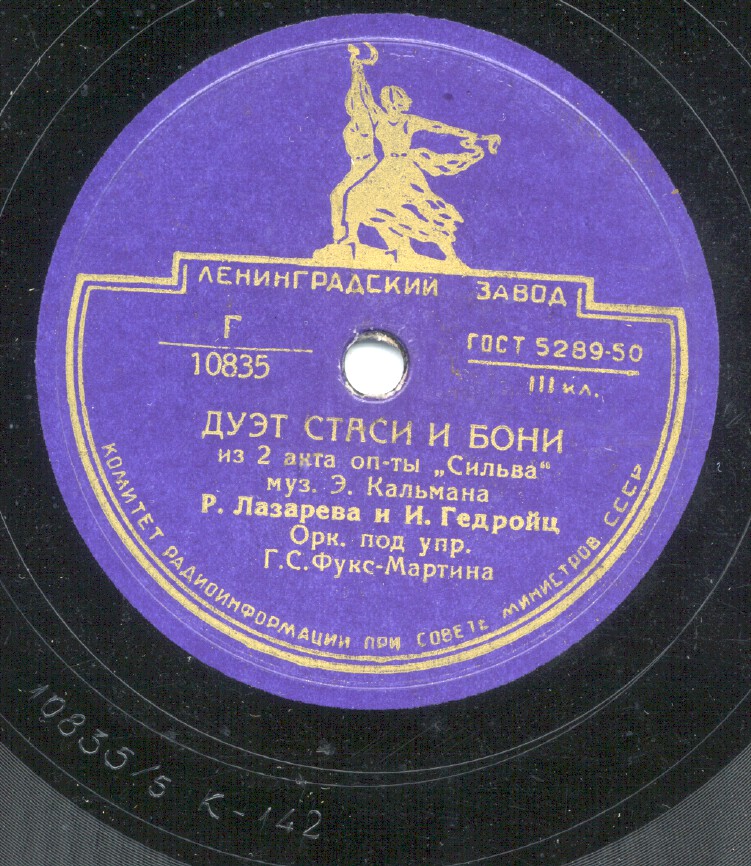 ЛЕНИНГРАДСКИЙ ЗАВОД
Г
10835
ГОСТ 5289-50
III кл.
ДУЭТ СТАСИ И БОНИ
из 2 акта оп-ты „Сильва“
муз. Э. Кальмана
Р. Лазарева и И. Гедройц
Орк. под упр.
Г.С.Фукс-Мартина
КОМИТЕТ РАДИОИНФОРМАЦИИ ПРИ СОВЕТЕ МИНИСТРОВ СССР
10835/5 К-142